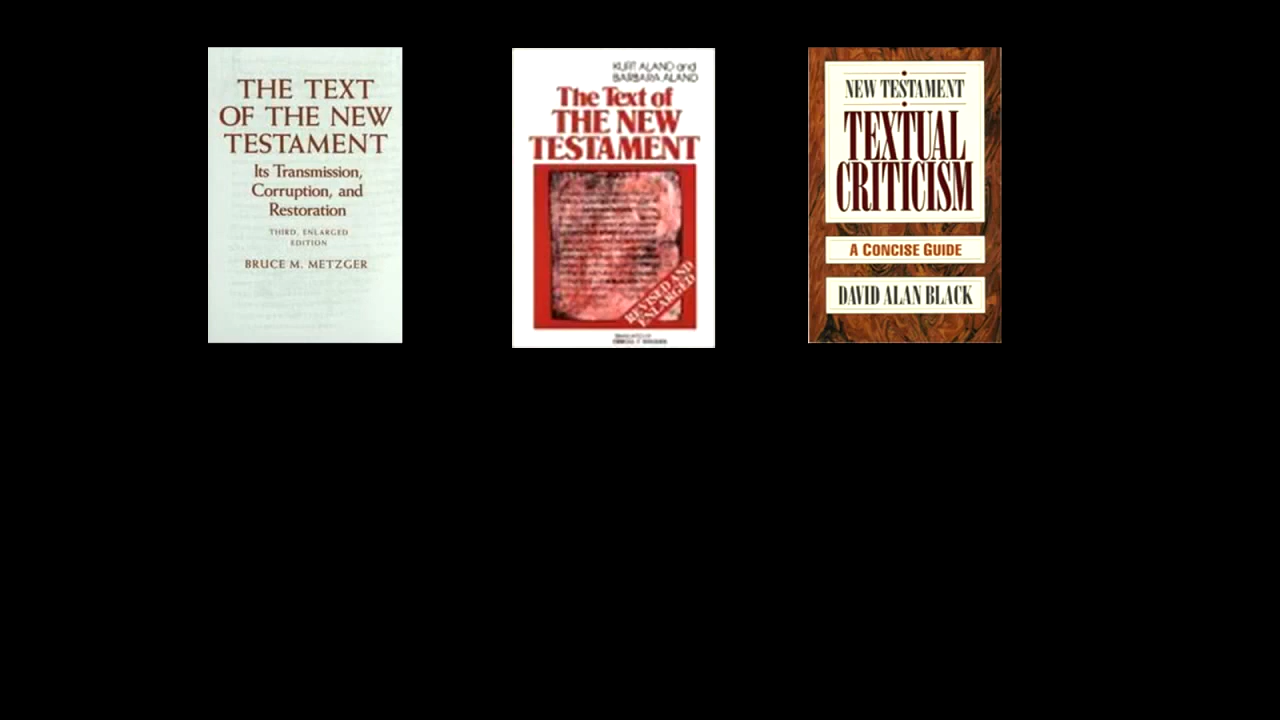 THE TEXT
OF THE NEW
TESTAMENT
Its Transmission,
Corruption, and
Restoration
THIRD, ENLARGED
EDITION
BRUCE M. METZGER
KURT ALAND and
BARBARA ALAND
The Text of
THE NEW
TESTAMENT
REVISED AND
ENLARGED
NEW TESTAMENT
TEXTUAL
CRITICISM
A CONCISE GUIDE
DAVID ALAN BLACK